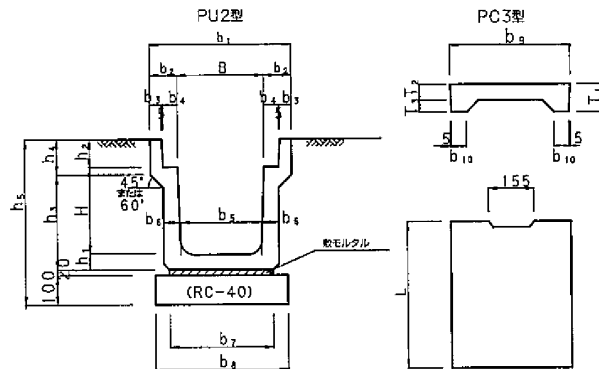 PU2型
b₁
b₂ B b₂
b₃ b₄ b₄ b₃
h₅
h₄ h₂
h₃ H
h₁
45°
または
60°
b₆ b₅ b₆
敷モルタル
20
100
(RC-40)
b₇
b₈
PC3型
b₉
T₂
T₃
T₁
5 5
b₁₀ b₁₀
155
L